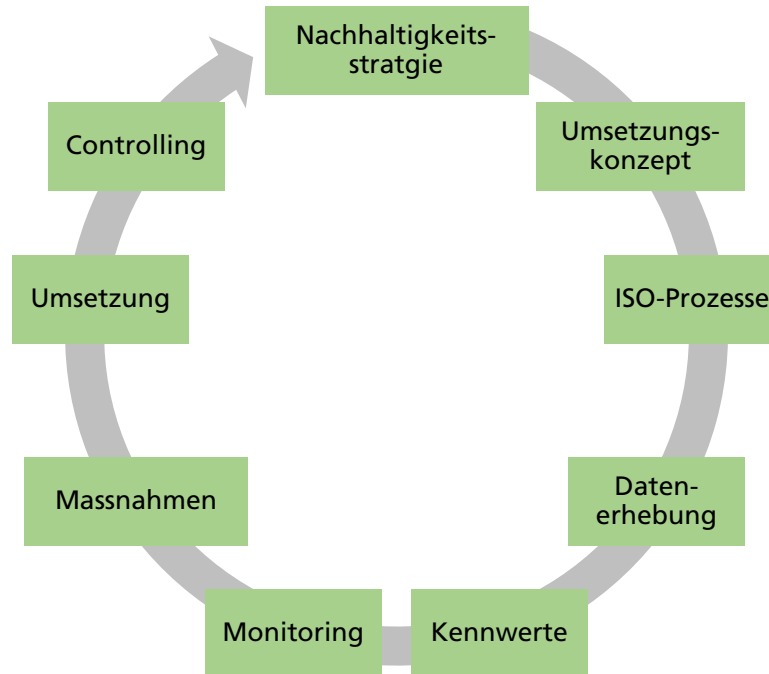 Nachhaltigkeits-
stratgie
Umsetzungs-
konzept
ISO-Prozesse
Daten-
erhebung
Kennwerte
Monitoring
Massnahmen
Umsetzung
Controlling